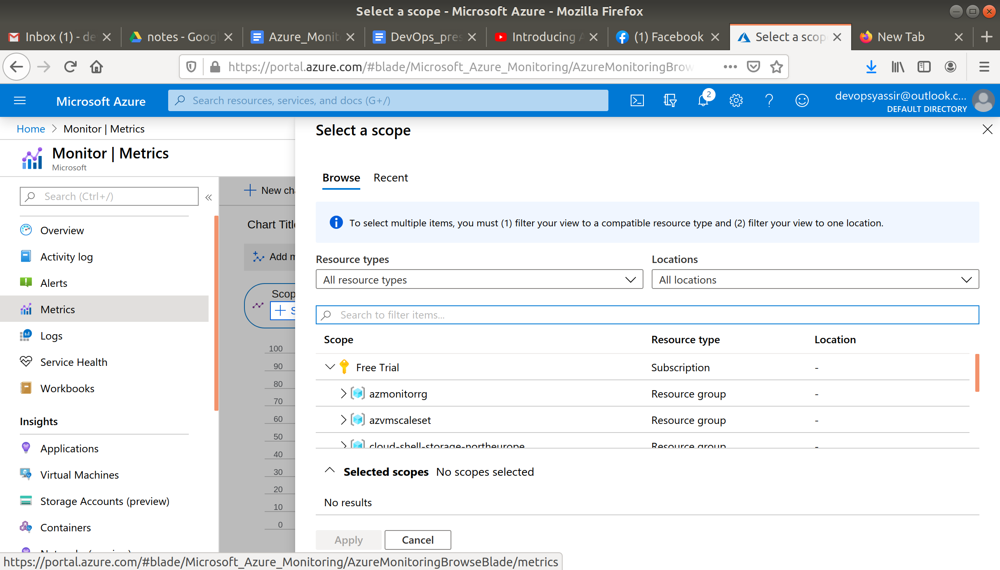 Select a scope - Microsoft Azure - Mozilla Firefox
Inbox (1) - de
notes - Googl
Azure_Monit
DevOps_pres
Introducing A
(1) Facebook
Select a scop
New Tab
https://portal.azure.com/#blade/Microsoft_Azure_Monitoring/AzureMonitoringBrow
Microsoft Azure
Search resources, services, and docs (G+/)
2
devopsyassir@outlook.c...
DEFAULT DIRECTORY
Home > Monitor | Metrics
Monitor | Metrics
Microsoft
Search (Ctrl+/)
«
Overview
Activity log
Alerts
Metrics
Logs
Service Health
Workbooks
Insights
Applications
Virtual Machines
Storage Accounts (preview)
Containers
New cha
Chart Title
Add m
Scop
S
100
90
80
70
60
50
40
30
20
10
0
Select a scope
Browse
Recent
To select multiple items, you must (1) filter your view to a compatible resource type and (2) filter your view to one location.
Resource types
Locations
All resource types
All locations
Search to filter items...
Scope Resource type Location
Free Trial Subscription -
azmonitorrg Resource group -
azvmscaleset Resource group -
cloud-shell-storage-northeurope Resource group -
Selected scopes No scopes selected
No results
Apply
Cancel
https://portal.azure.com/#blade/Microsoft_Azure_Monitoring/AzureMonitoringBrowseBlade/metrics